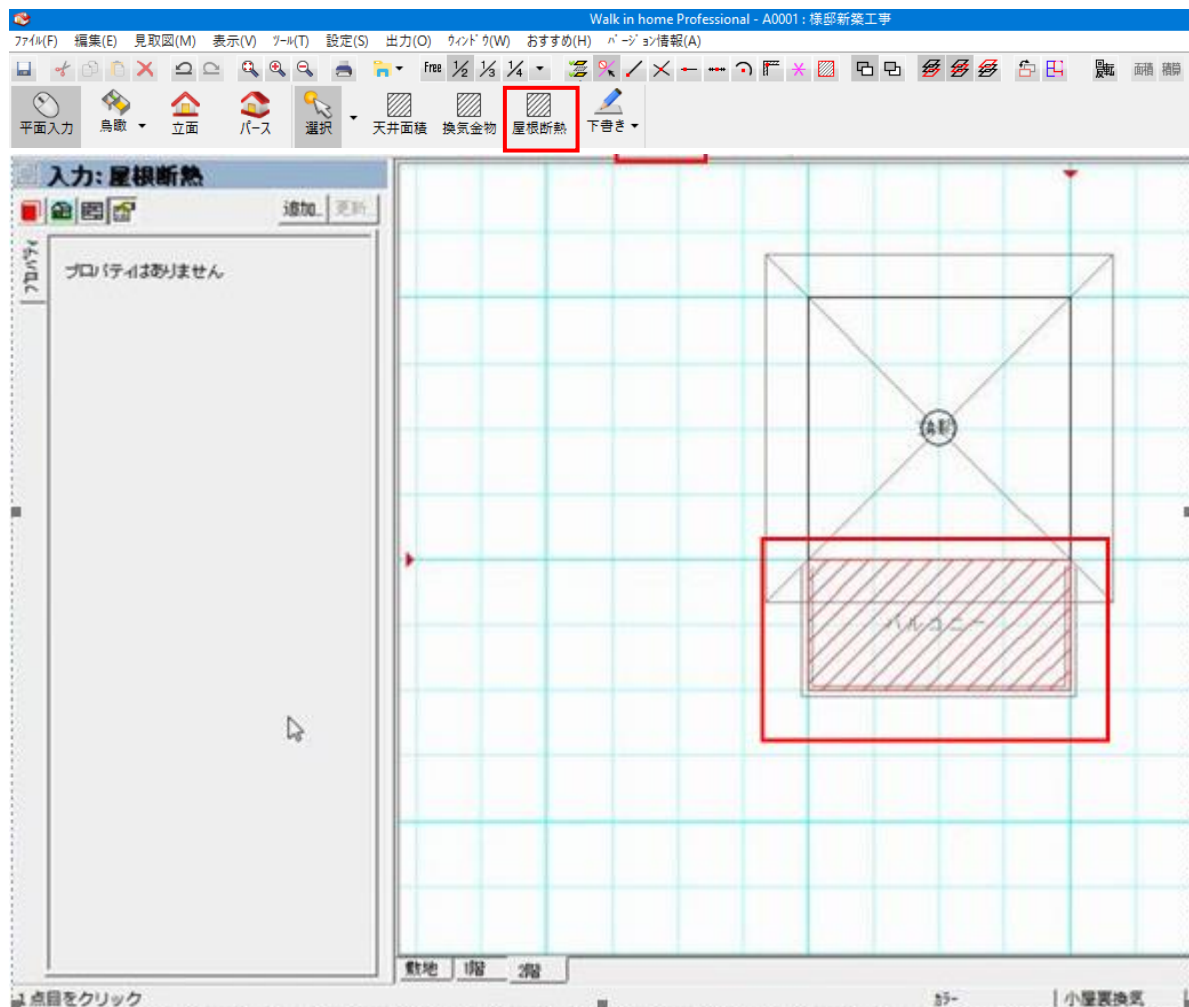 Walk in home Professional - A0001 : 様邸新築工事
ﾌｧｲﾙ(F) 編集(E) 見取図(M) 表示(V) ﾂｰﾙ(T) 設定(S) 出力(O) ｳｨﾝﾄﾞｳ(W) おすすめ(H) ﾊﾞｰｼﾞｮﾝ情報(A)
Free 1/2 1/3 1/4 面積 積算
平面入力 鳥瞰 立面 パース 選択 天井面積 換気金物 屋根断熱 下書き
入力: 屋根断熱
追加.. 更新
プロパティ
プロパティはありません
バルコニー
敷地 1階 2階
1点目をクリック ｶﾗｰ 小屋裏換気